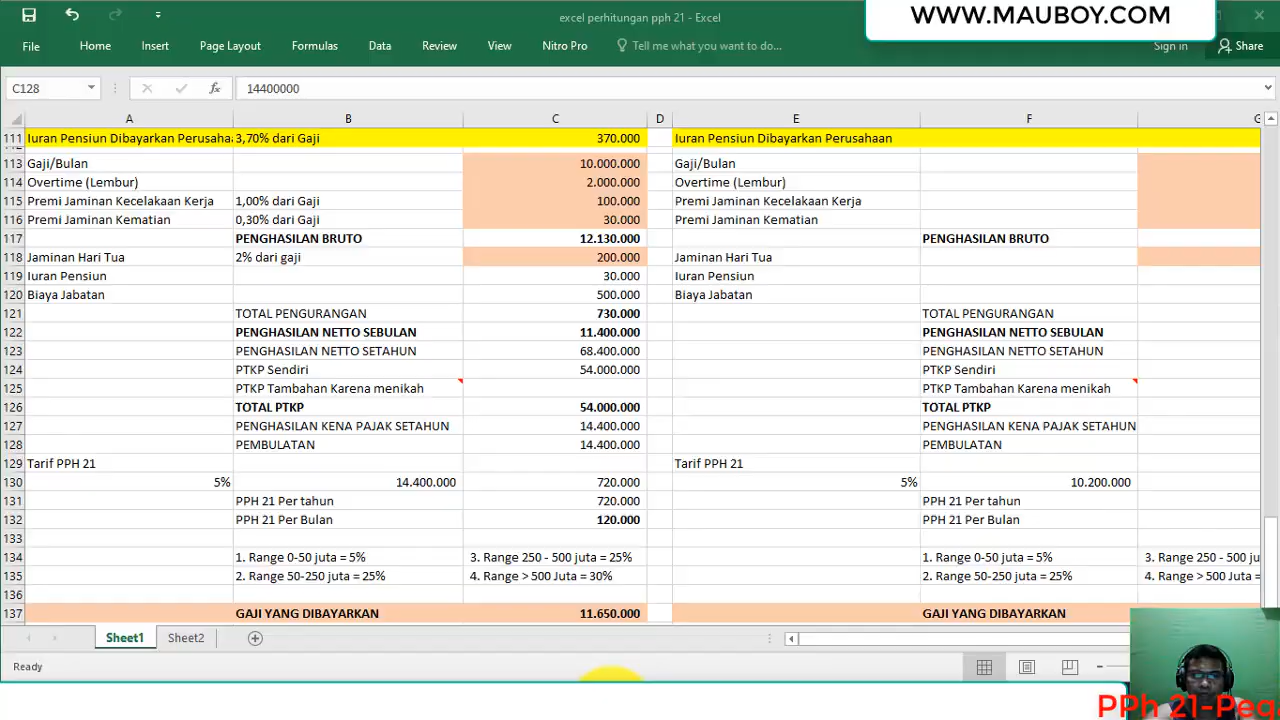 excel perhitungan pph 21 - Excel
WWW.MAUBOY.COM
File Home Insert Page Layout Formulas Data Review View Nitro Pro Tell me what you want to do... Sign in Share
C128 fx 14400000
A B C D E F G
111 Iuran Pensiun Dibayarkan Perusaha 3,70% dari Gaji 370.000 Iuran Pensiun Dibayarkan Perusahaan
113 Gaji/Bulan 10.000.000 Gaji/Bulan
114 Overtime (Lembur) 2.000.000 Overtime (Lembur)
115 Premi Jaminan Kecelakaan Kerja 1,00% dari Gaji 100.000 Premi Jaminan Kecelakaan Kerja
116 Premi Jaminan Kematian 0,30% dari Gaji 30.000 Premi Jaminan Kematian
117 PENGHASILAN BRUTO 12.130.000 PENGHASILAN BRUTO
118 Jaminan Hari Tua 2% dari gaji 200.000 Jaminan Hari Tua
119 Iuran Pensiun 30.000 Iuran Pensiun
120 Biaya Jabatan 500.000 Biaya Jabatan
121 TOTAL PENGURANGAN 730.000 TOTAL PENGURANGAN
122 PENGHASILAN NETTO SEBULAN 11.400.000 PENGHASILAN NETTO SEBULAN
123 PENGHASILAN NETTO SETAHUN 68.400.000 PENGHASILAN NETTO SETAHUN
124 PTKP Sendiri 54.000.000 PTKP Sendiri
125 PTKP Tambahan Karena menikah PTKP Tambahan Karena menikah
126 TOTAL PTKP 54.000.000 TOTAL PTKP
127 PENGHASILAN KENA PAJAK SETAHUN 14.400.000 PENGHASILAN KENA PAJAK SETAHUN
128 PEMBULATAN 14.400.000 PEMBULATAN
129 Tarif PPH 21 Tarif PPH 21
130 5% 14.400.000 720.000 5% 10.200.000
131 PPH 21 Per tahun 720.000 PPH 21 Per tahun
132 PPH 21 Per Bulan 120.000 PPH 21 Per Bulan
133
134 1. Range 0-50 juta = 5% 3. Range 250 - 500 juta = 25% 1. Range 0-50 juta = 5% 3. Range 250 - 500 ju
135 2. Range 50-250 juta = 25% 4. Range > 500 Juta = 30% 2. Range 50-250 juta = 25% 4. Range > 500 Juta =
136
137 GAJI YANG DIBAYARKAN 11.650.000 GAJI YANG DIBAYARKAN
Sheet1 Sheet2
Ready
PPh 21-Peg